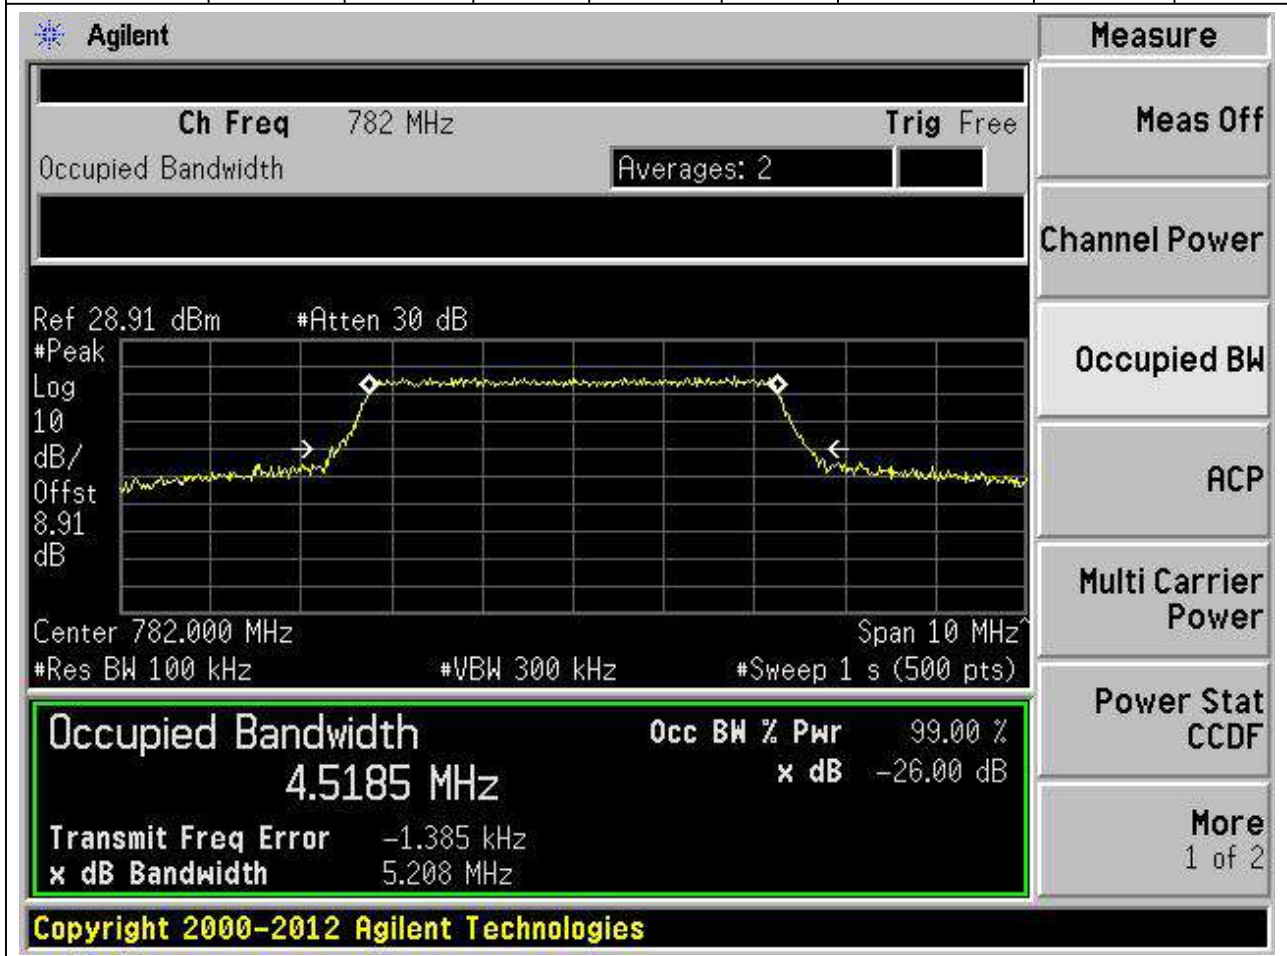 Agilent
Measure
Ch Freq 782 MHz Trig Free
Meas Off
Occupied Bandwidth Averages: 2
Channel Power
Ref 28.91 dBm #Atten 30 dB
#Peak
Log
10
dB/
Offst
8.91
dB
Occupied BW
ACP
Center 782.000 MHz Span 10 MHz^
#Res BW 100 kHz #VBW 300 kHz #Sweep 1 s (500 pts)
Multi Carrier
Power
Occupied Bandwidth
4.5185 MHz
Occ BW % Pwr 99.00 %
x dB -26.00 dB
Transmit Freq Error -1.385 kHz
x dB Bandwidth 5.208 MHz
Power Stat
CCDF
More
1 of 2
Copyright 2000-2012 Agilent Technologies